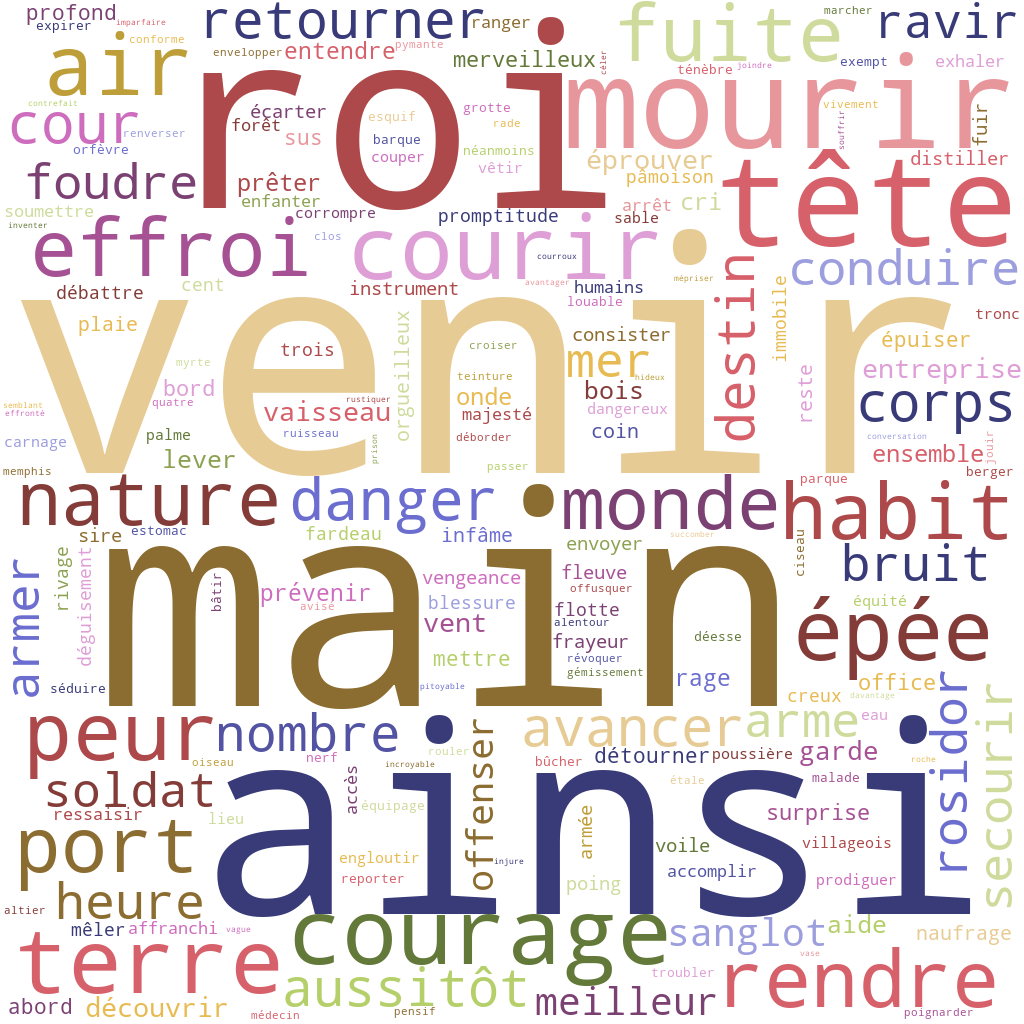 profond
expirer
imparfaire
retourner
ranger
fuite
marcher
ravir
conforme
air
envelopper
entendre
pymante
merveilleux
céler
roi
mourir
ténèbre
joindre
exempt
exhaler
contrefait
cour
renverser
orfèvre
écarter
forêt
sus
esquif
barque
couper
grotte
rade
néanmoins
vêtir
vivement
souffrir
fuir
éprouver
pâmoison
distiller
foudre
prêter
enfanter
tête
soumettre
inventer
corrompre
promptitude
sable
arrêt
cri
effroi
clos
courir
courroux
conduire
mépriser
cent
débattre
instrument
avantager
humains
louable
destin
immobile
tronc
plaie
venir
trois
orgueilleux
croiser
consister
épuiser
myrte
mer
hideux
entreprise
bord
teinture
onde
bois
reste
semblant
effronté
quatre
rustiquer
vaisseau
majesté
dangereux
corps
carnage
palme
ruisseau
prison
déborder
coin
conversation
jouir
memphis
lever
passer
ensemble
berger
parque
nature
danger
monde
habit
sire
estomac
fardeau
infâme
succomber
envoyer
ciseau
bruit
armer
rivage
déguisement
bâtir
main
prévenir
avisé
vengeance
blessure
fleuve
offusquer
flotte
alentour
équité
vent
frayeur
déesse
épée
mettre
révoquer
gémissement
séduire
pitoyable
rage
creux
office
davantage
peur
nombre
offenser
avancer
arme
eau
rosidor
secourir
oiseau
nerf
rouler
incroyable
bûcher
détourner
poussière
garde
roche
soldat
accès
étale
malade
ressaisir
lieu
équipage
ainsi
armée
surprise
port
engloutir
injure
voile
villageois
reporter
accomplir
prodiguer
poing
heure
altier
mêler
affranchi
vague
courage
sanglot
aide
naufrage
terre
vase
aussitôt
troubler
rendre
abord
découvrir
médecin
pensif
meilleur
poignarder